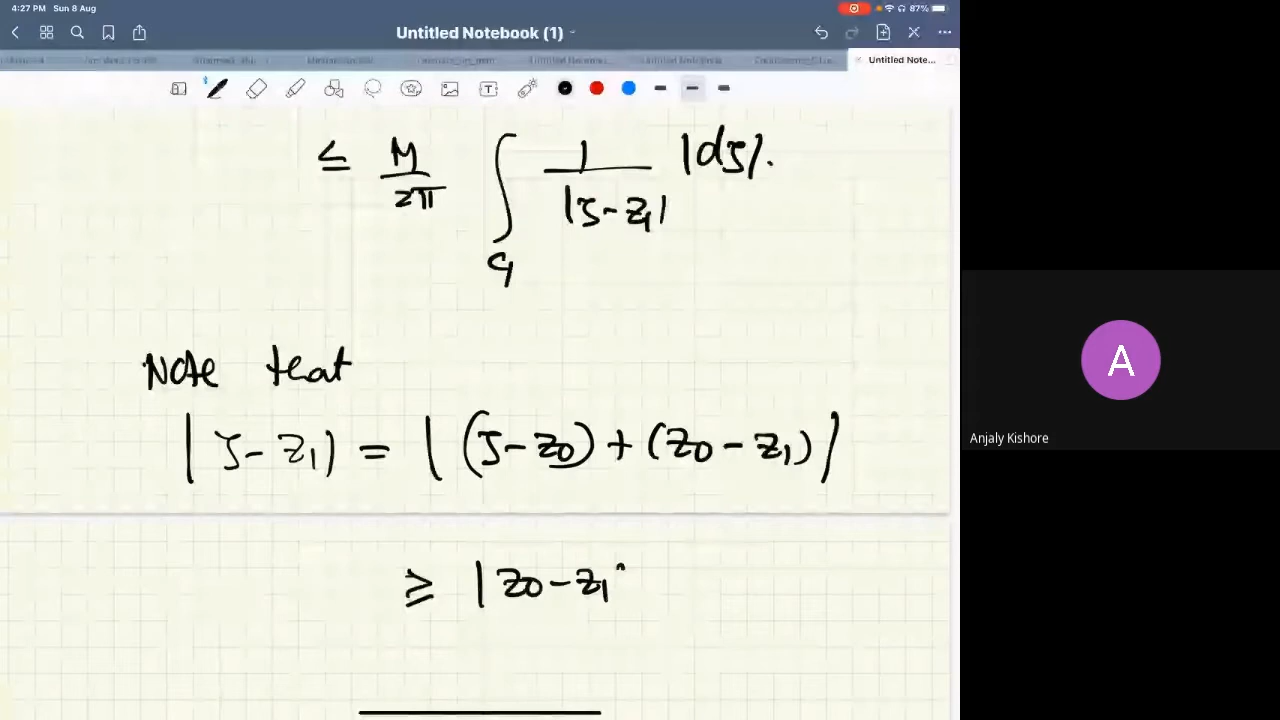 4:27 PM Sun 8 Aug
87%
Untitled Notebook (1)
Untitled Note...
≤ M/2π ∫C₁ 1/|ζ-z₁| |dζ|.
Note that
|ζ-z₁| = |(ζ-z₀)+(z₀-z₁)|
≥ |z₀-z₁
A
Anjaly Kishore